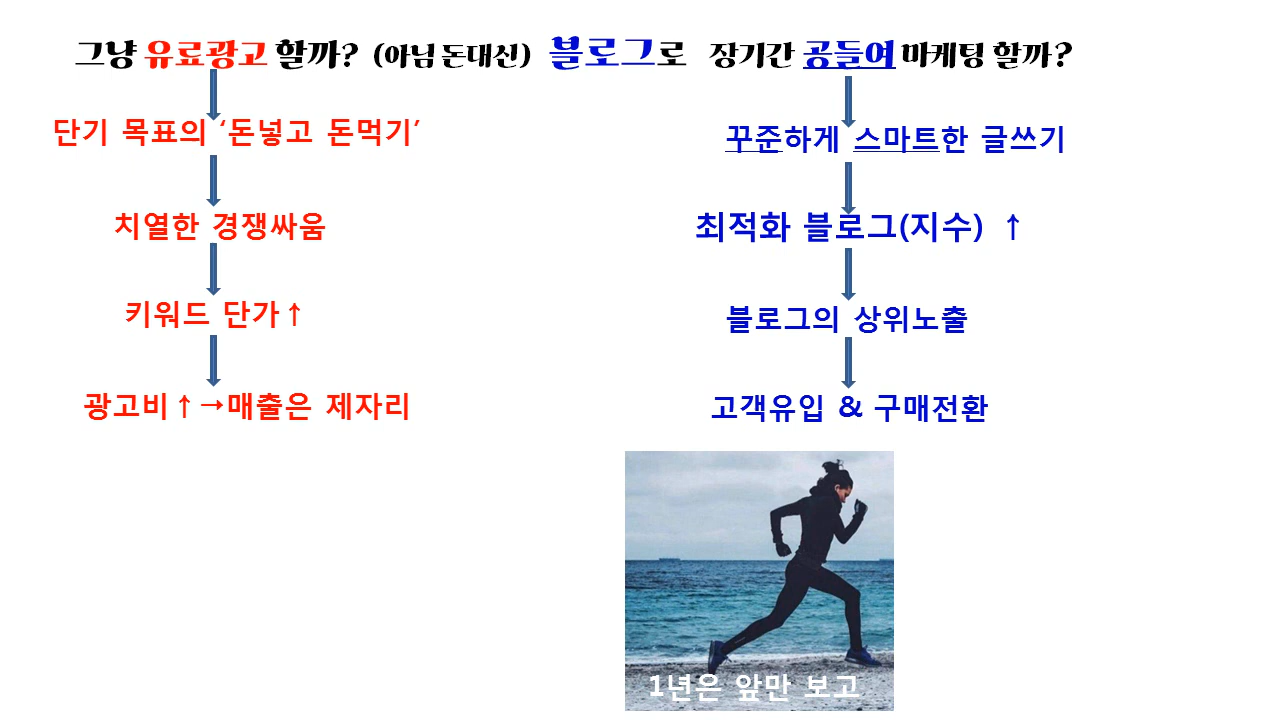 그냥 유료광고 할까? (아님 돈대신) 블로그로 장기간 공들여 마케팅 할까?
단기 목표의 ‘돈넣고 돈먹기’
치열한 경쟁싸움
키워드 단가↑
광고비↑→매출은 제자리
꾸준하게 스마트한 글쓰기
최적화 블로그(지수) ↑
블로그의 상위노출
고객유입 & 구매전환
1년은 앞만 보고